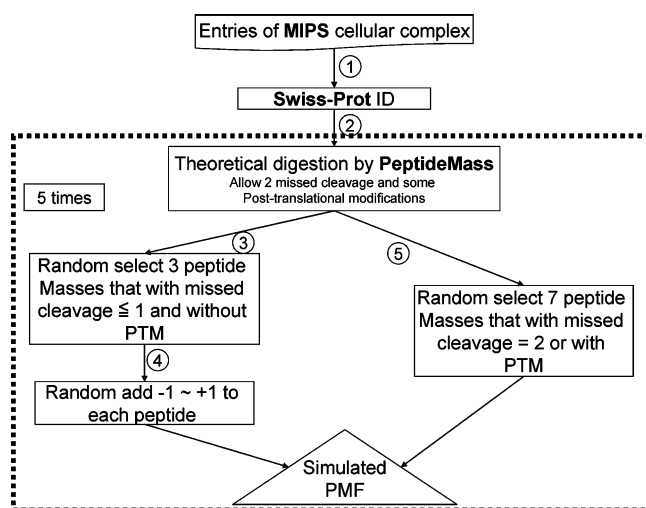 Entries of MIPS cellular complex
①
Swiss-Prot ID
②
Theoretical digestion by PeptideMass
Allow 2 missed cleavage and some
Post-translational modifications
5 times
③
⑤
Random select 3 peptide
Masses that with missed
cleavage ≦ 1 and without
PTM
Random select 7 peptide
Masses that with missed
cleavage = 2 or with
PTM
④
Random add -1 ~ +1 to
each peptide
Simulated
PMF